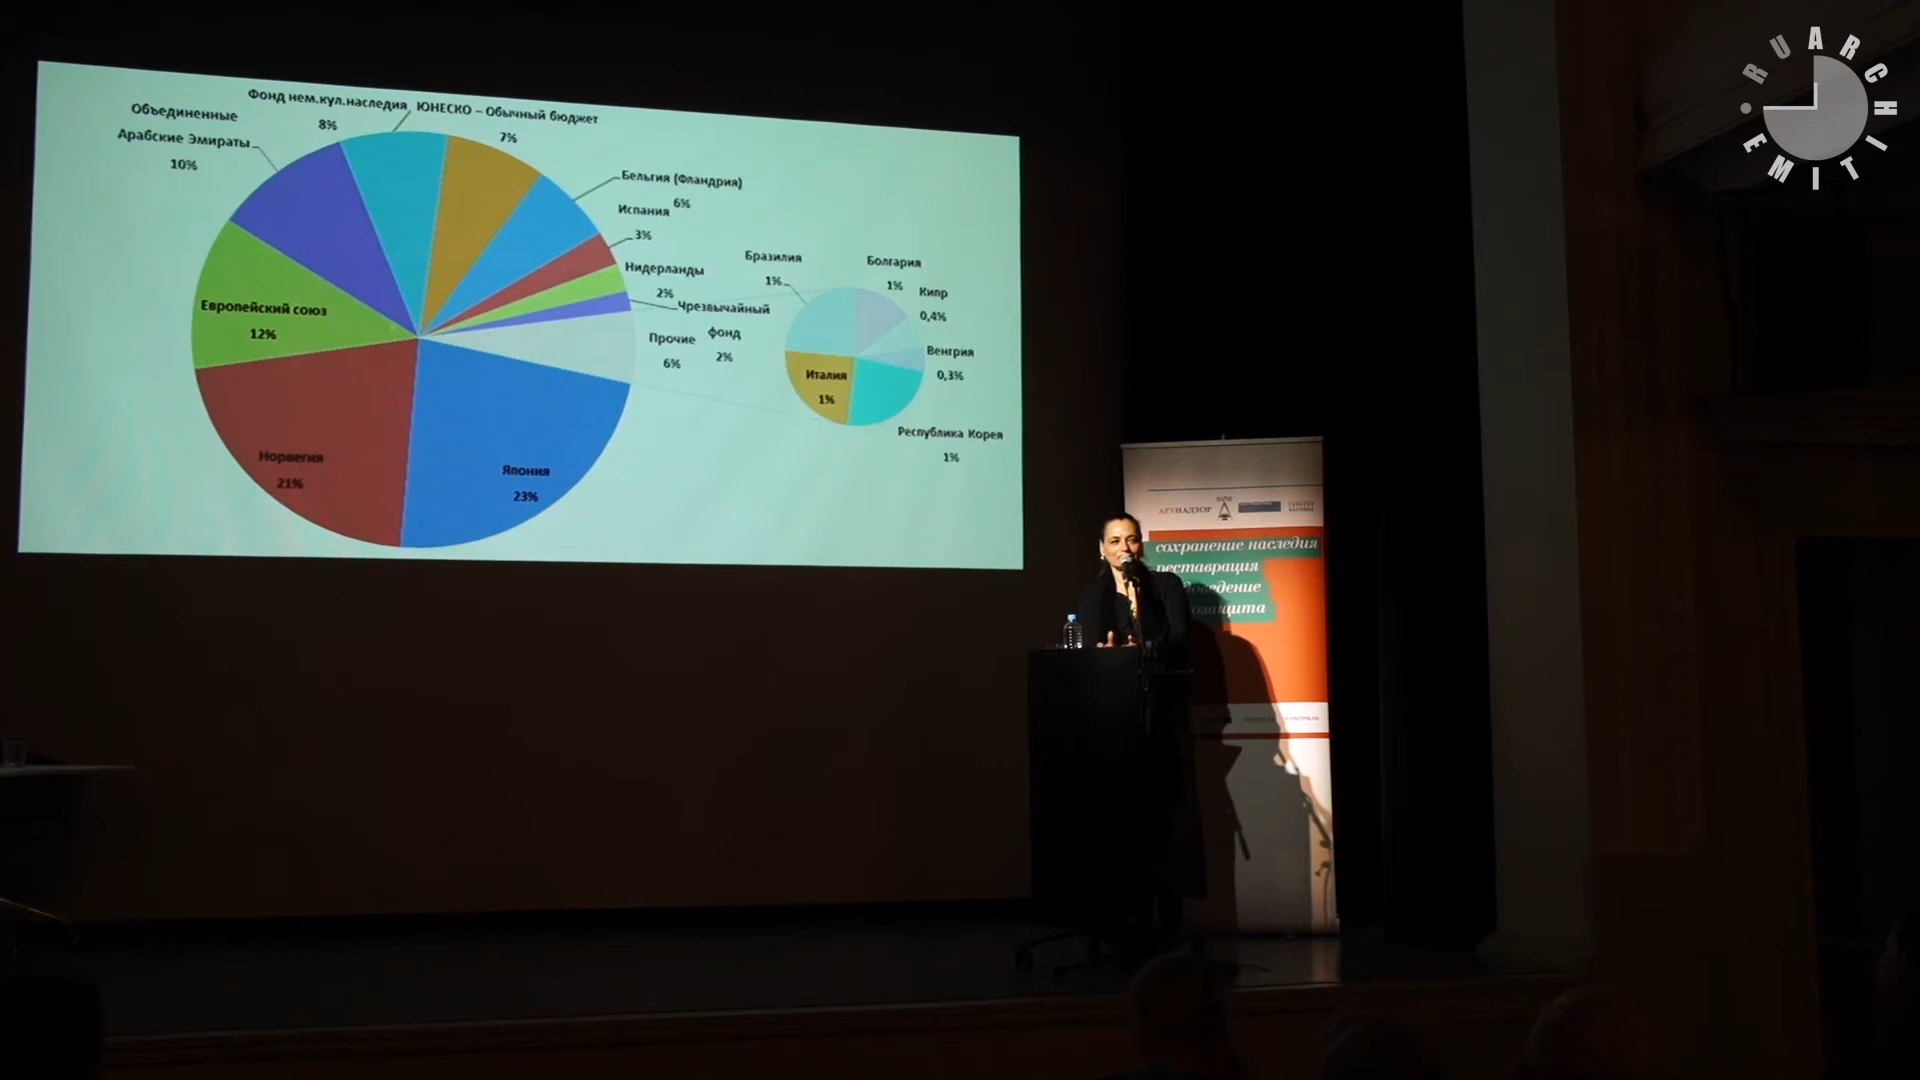 Фонд нем.кул.наследия
8%
ЮНЕСКО – Обычный бюджет
7%
Объединенные
Арабские Эмираты
10%
Бельгия (Фландрия)
6%
Испания
3%
Нидерланды
2%
Чрезвычайный
фонд
2%
Прочие
6%
Европейский союз
12%
Норвегия
21%
Япония
23%
Бразилия
1%
Болгария
1%
Кипр
0,4%
Венгрия
0,3%
Италия
1%
Республика Корея
1%
RUARCHITIME
АРХНАДЗОР
сохранение наследия
реставрация